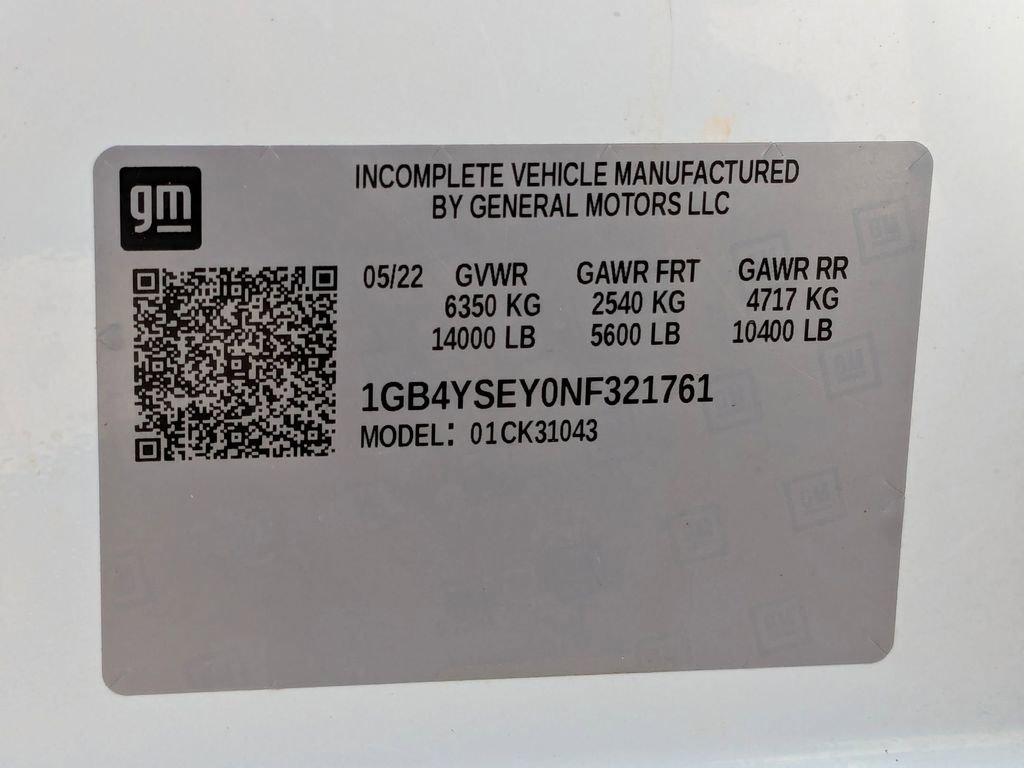 gm
INCOMPLETE VEHICLE MANUFACTURED
BY GENERAL MOTORS LLC
05/22 GVWR GAWR FRT GAWR RR
6350 KG 2540 KG 4717 KG
14000 LB 5600 LB 10400 LB
1GB4YSEY0NF321761
MODEL: 01CK31043